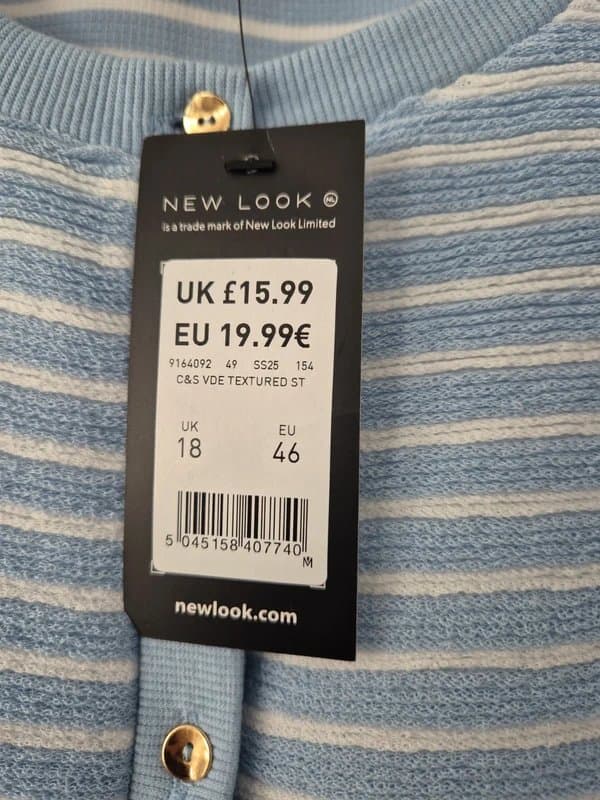 NEW LOOK NL
is a trade mark of New Look Limited
UK £15.99
EU 19.99€
9164092 49 SS25 154
C&S VDE TEXTURED ST
UK EU
18 46
5 045158 407740
M
newlook.com